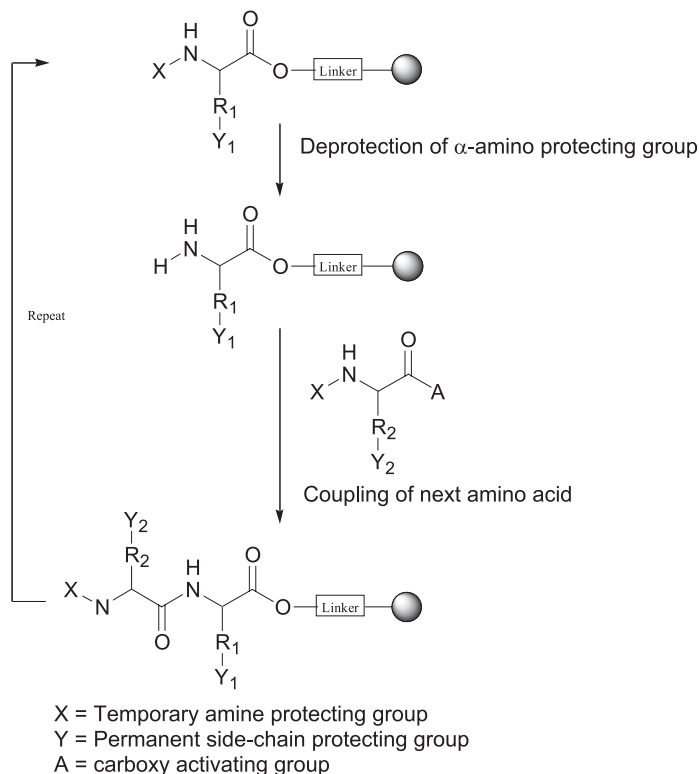 H O
N
X O Linker
R1
Y1
Deprotection of α-amino protecting group
H O
N
H O Linker
R1
Y1
Repeat
H O
N
X A
R2
Y2
Coupling of next amino acid
Y2
R2 H O
X N
N O Linker
O R1
Y1
X = Temporary amine protecting group
Y = Permanent side-chain protecting group
A = carboxy activating group